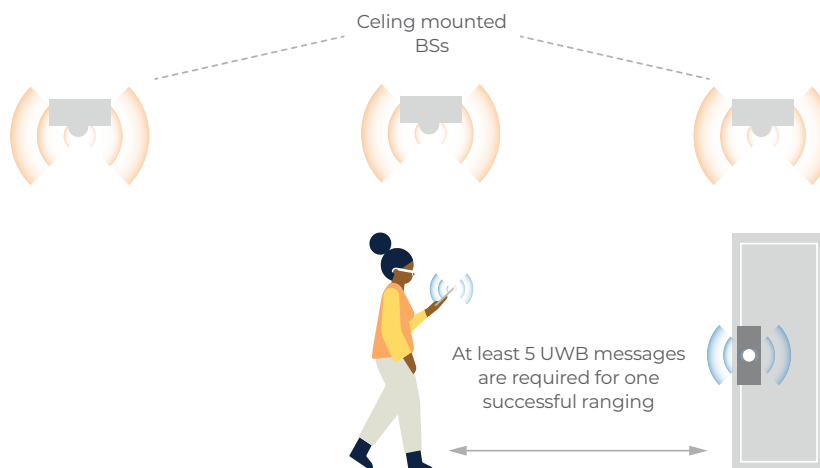 Celing mounted
BSs
At least 5 UWB messages
are required for one
successful ranging